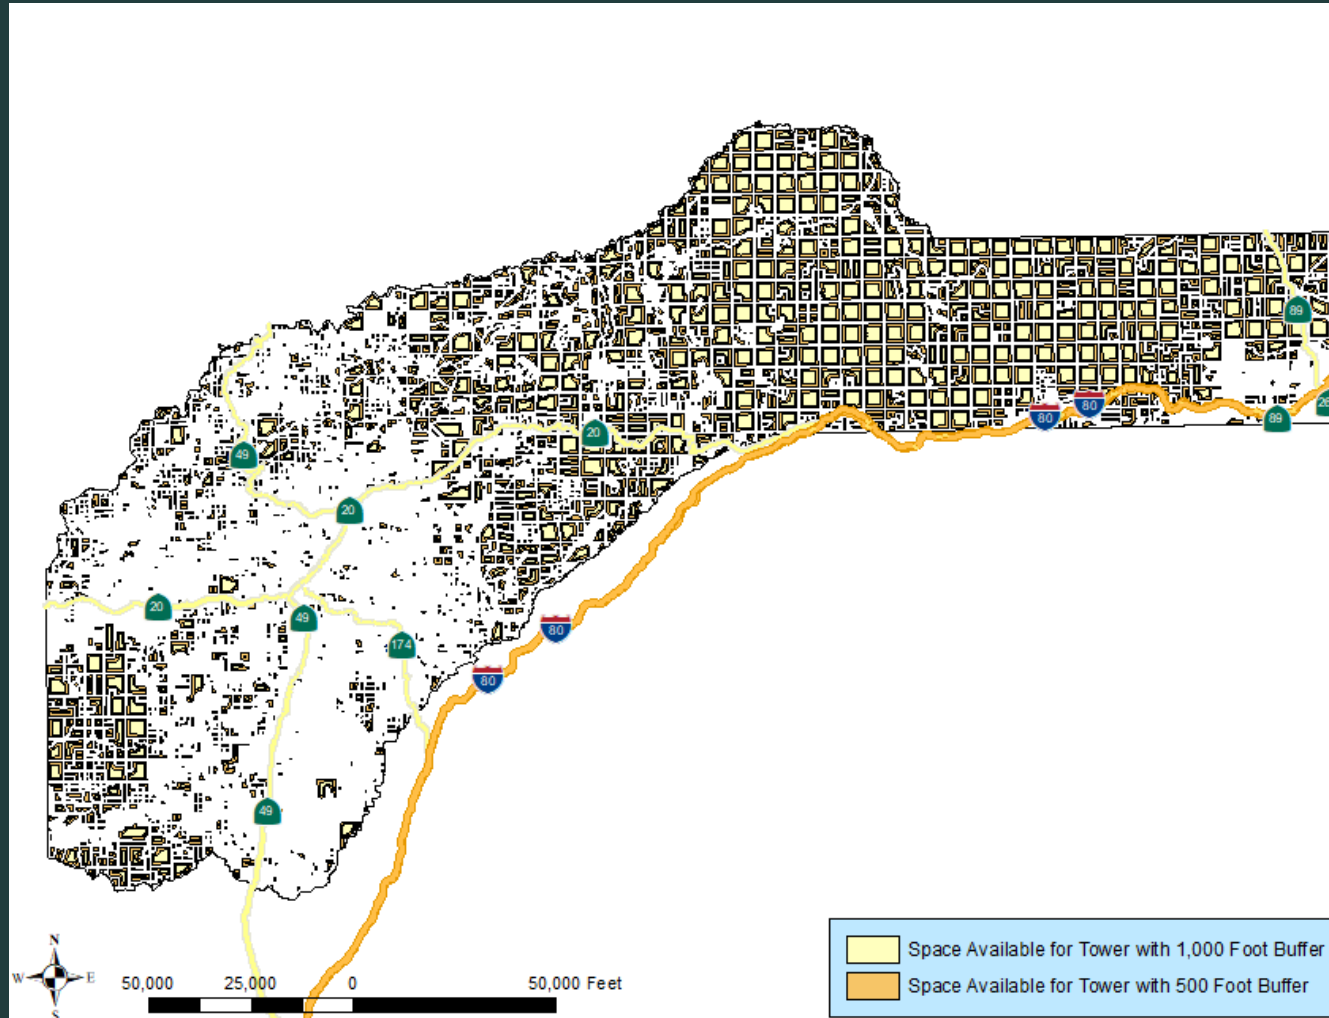 89
80
80
89
26
20
49
20
20
49
174
80
80
49
N
W E
S
50,000 25,000 0 50,000 Feet
Space Available for Tower with 1,000 Foot Buffer
Space Available for Tower with 500 Foot Buffer